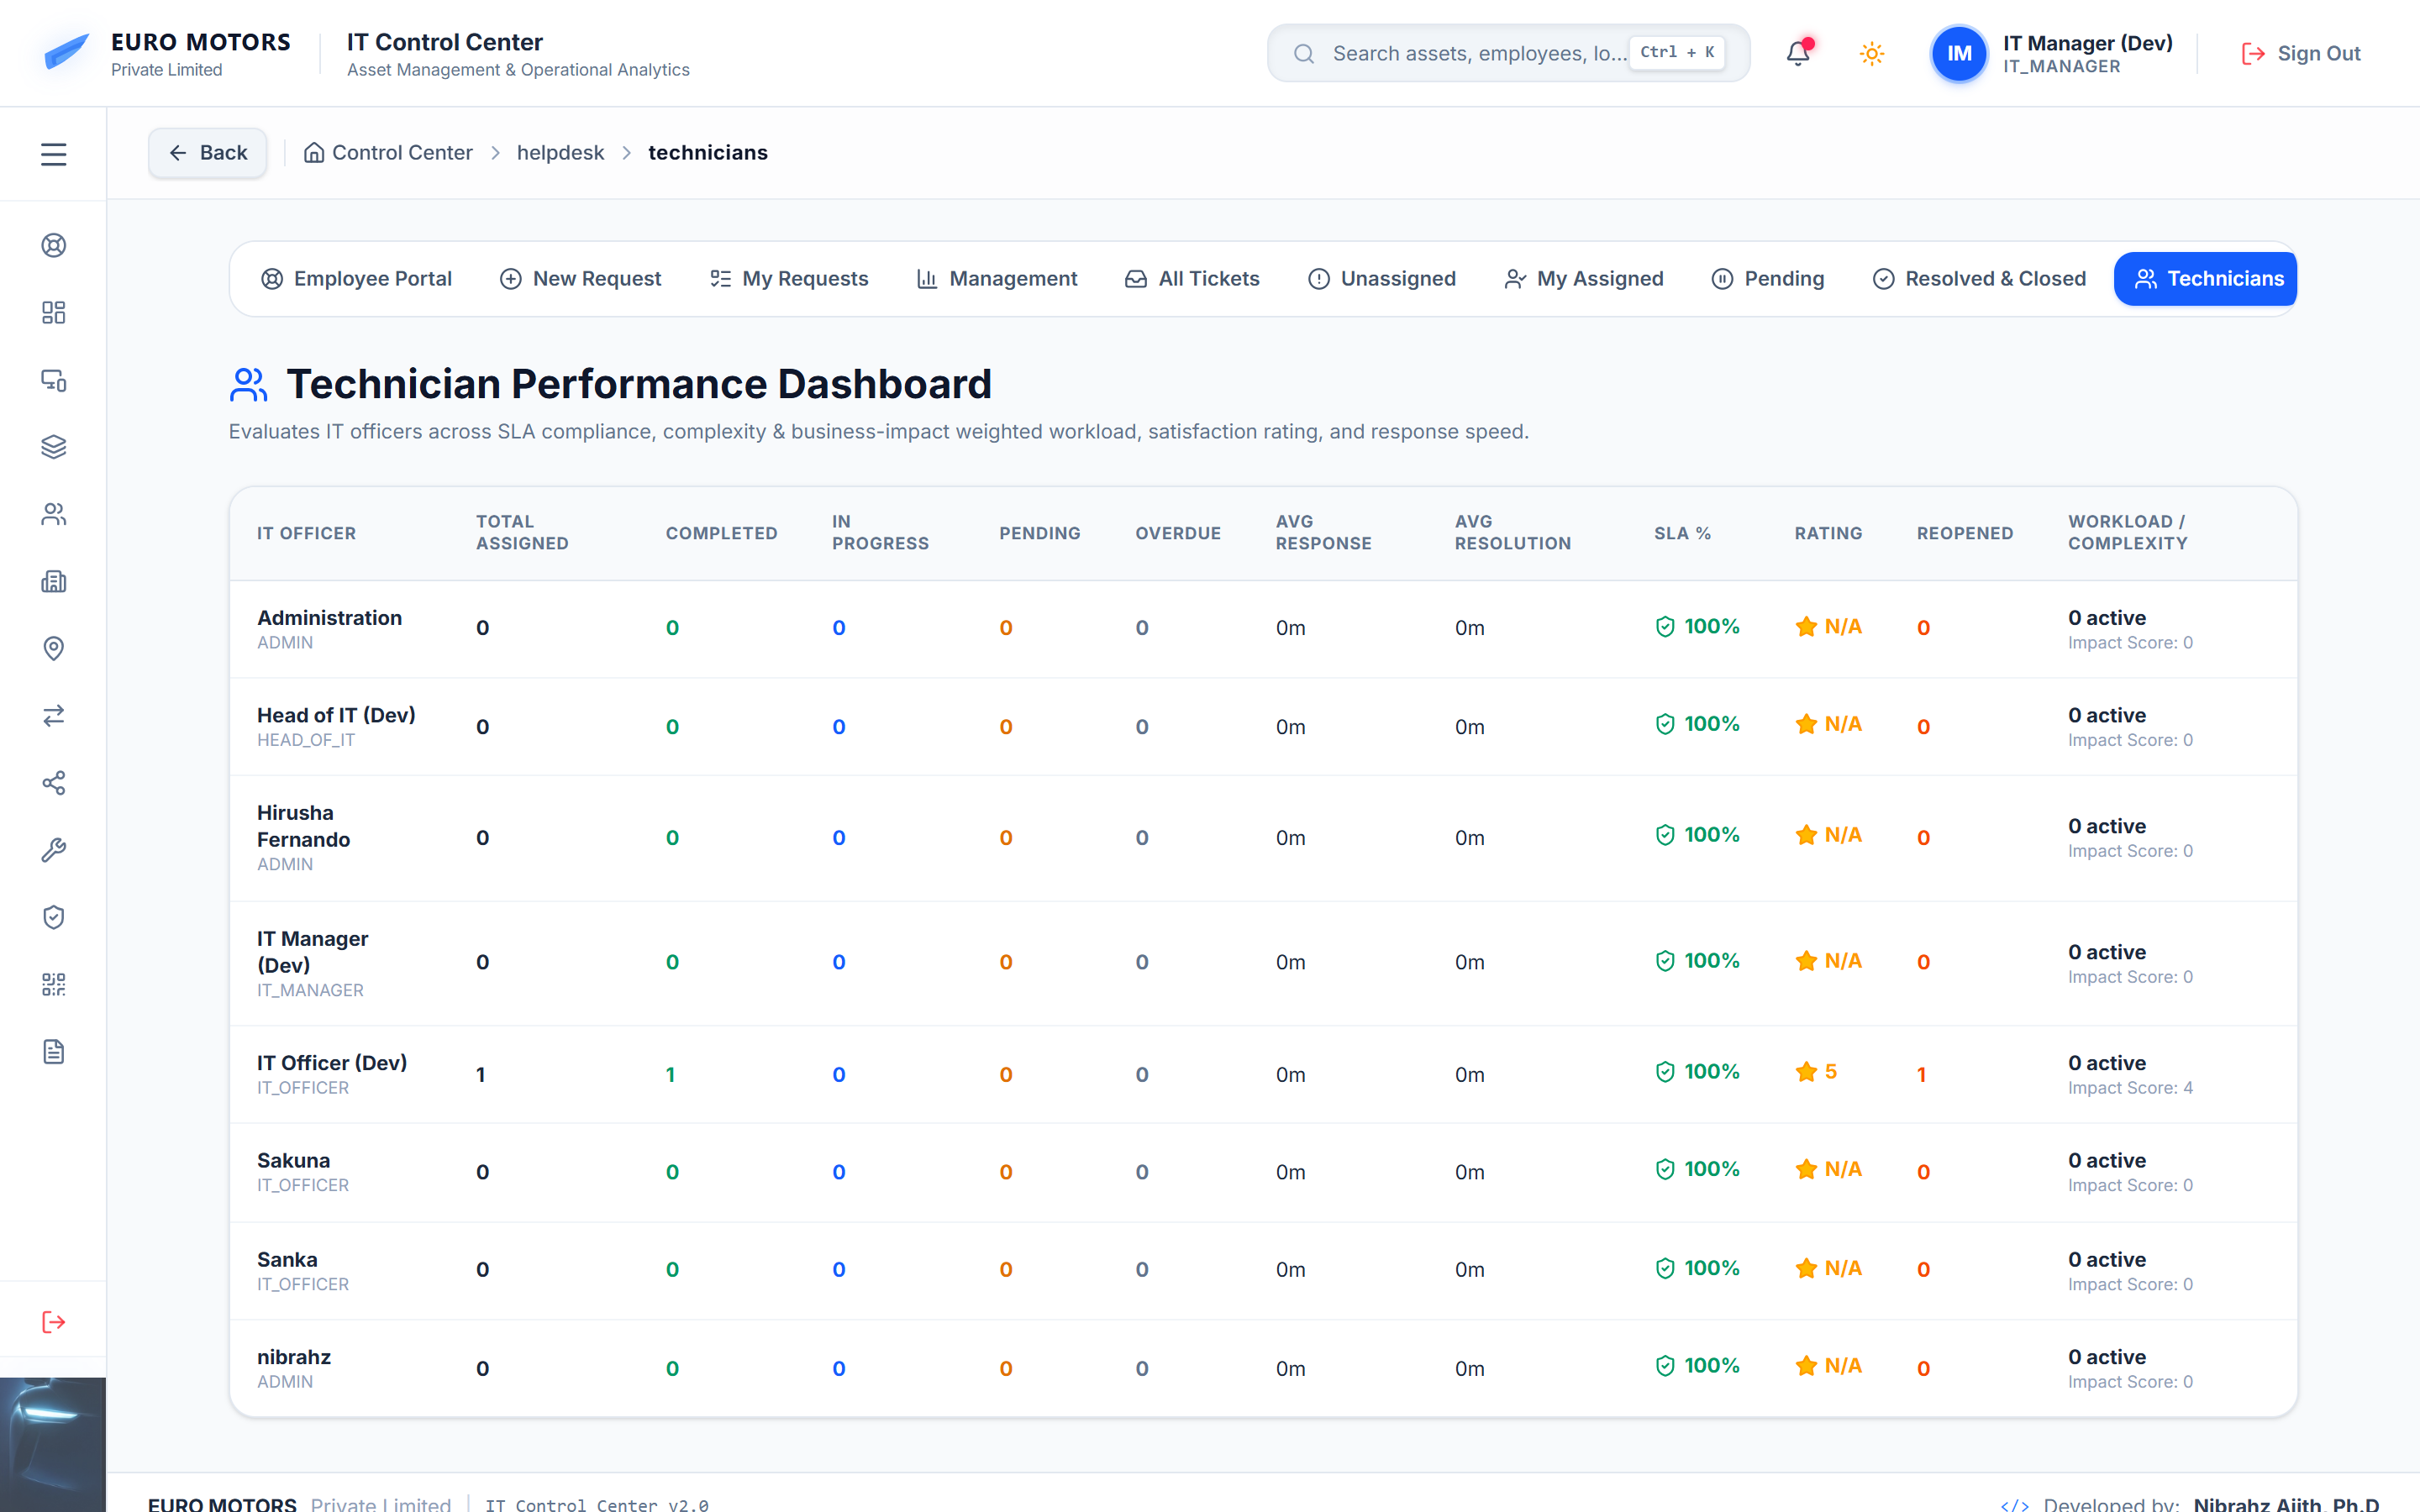 EURO MOTORS
Private Limited
IT Control Center
Asset Management & Operational Analytics
Search assets, employees, lo... Ctrl + K
IM
IT Manager (Dev)
IT_MANAGER
Sign Out
Back
Control Center > helpdesk > technicians
Employee Portal New Request My Requests Management All Tickets Unassigned My Assigned Pending Resolved & Closed Technicians
Technician Performance Dashboard
Evaluates IT officers across SLA compliance, complexity & business-impact weighted workload, satisfaction rating, and response speed.
IT OFFICER TOTAL ASSIGNED COMPLETED IN PROGRESS PENDING OVERDUE AVG RESPONSE AVG RESOLUTION SLA % RATING REOPENED WORKLOAD / COMPLEXITY
Administration
ADMIN
0 0 0 0 0 0m 0m 100% N/A 0
0 active
Impact Score: 0
Head of IT (Dev)
HEAD_OF_IT
0 0 0 0 0 0m 0m 100% N/A 0
0 active
Impact Score: 0
Hirusha
Fernando
ADMIN
0 0 0 0 0 0m 0m 100% N/A 0
0 active
Impact Score: 0
IT Manager
(Dev)
IT_MANAGER
0 0 0 0 0 0m 0m 100% N/A 0
0 active
Impact Score: 0
IT Officer (Dev)
IT_OFFICER
1 1 0 0 0 0m 0m 100% 5 1
0 active
Impact Score: 4
Sakuna
IT_OFFICER
0 0 0 0 0 0m 0m 100% N/A 0
0 active
Impact Score: 0
Sanka
IT_OFFICER
0 0 0 0 0 0m 0m 100% N/A 0
0 active
Impact Score: 0
nibrahz
ADMIN
0 0 0 0 0 0m 0m 100% N/A 0
0 active
Impact Score: 0
EURO MOTORS Private Limited IT Control Center v2.0
</> Developed by: Nibrahz Ajith, Ph.D